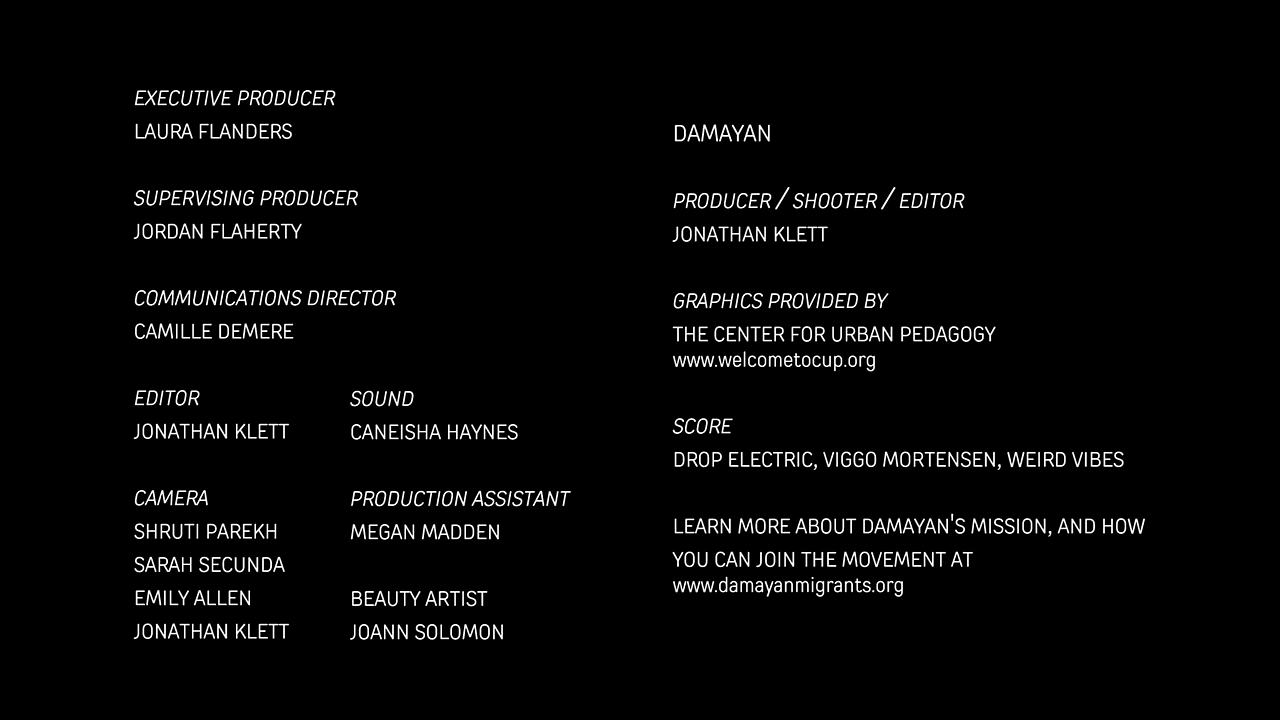 EXECUTIVE PRODUCER
LAURA FLANDERS
SUPERVISING PRODUCER
JORDAN FLAHERTY
COMMUNICATIONS DIRECTOR
CAMILLE DEMERE
EDITOR
JONATHAN KLETT
SOUND
CANEISHA HAYNES
CAMERA
SHRUTI PAREKH
SARAH SECUNDA
EMILY ALLEN
JONATHAN KLETT
PRODUCTION ASSISTANT
MEGAN MADDEN
BEAUTY ARTIST
JOANN SOLOMON
DAMAYAN
PRODUCER / SHOOTER / EDITOR
JONATHAN KLETT
GRAPHICS PROVIDED BY
THE CENTER FOR URBAN PEDAGOGY
www.welcometocup.org
SCORE
DROP ELECTRIC, VIGGO MORTENSEN, WEIRD VIBES
LEARN MORE ABOUT DAMAYAN'S MISSION, AND HOW
YOU CAN JOIN THE MOVEMENT AT
www.damayanmigrants.org